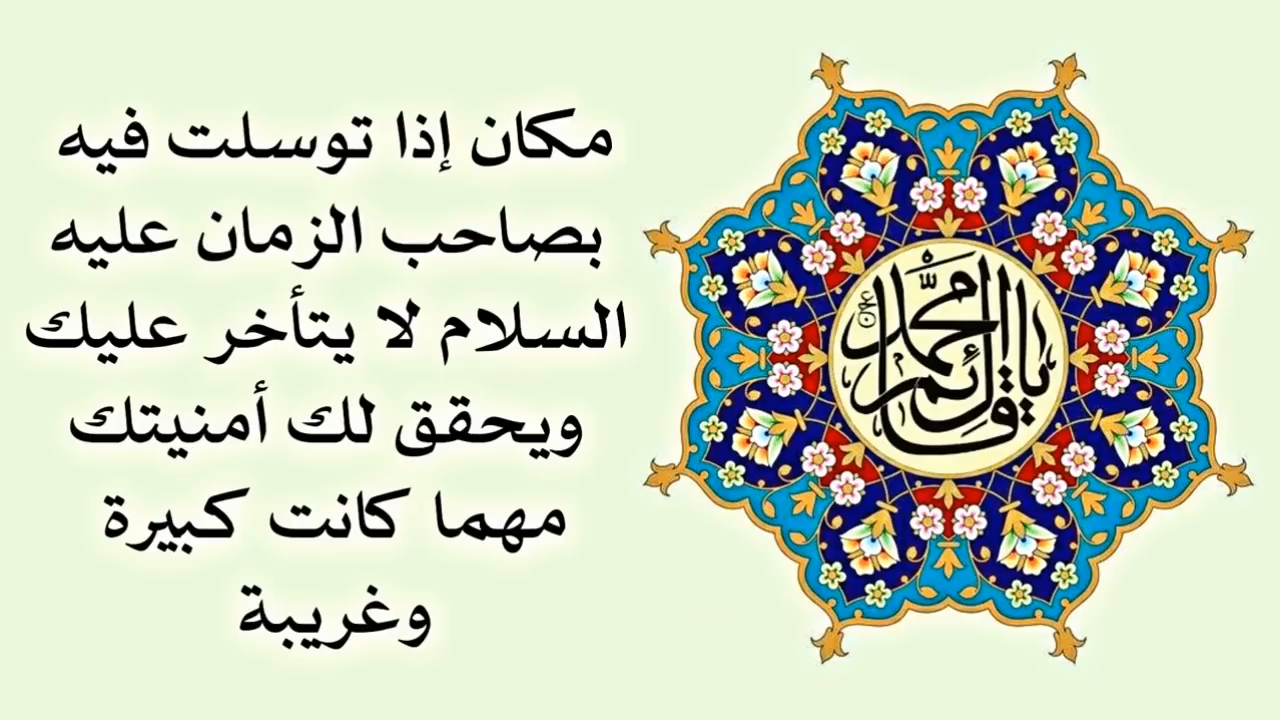 مكان إذا توسلت فيه
بصاحب الزمان عليه
السلام لا يتأخر عليك
ويحقق لك أمنيتك
مهما كانت كبيرة
وغريبة
يا قائم آل محمد